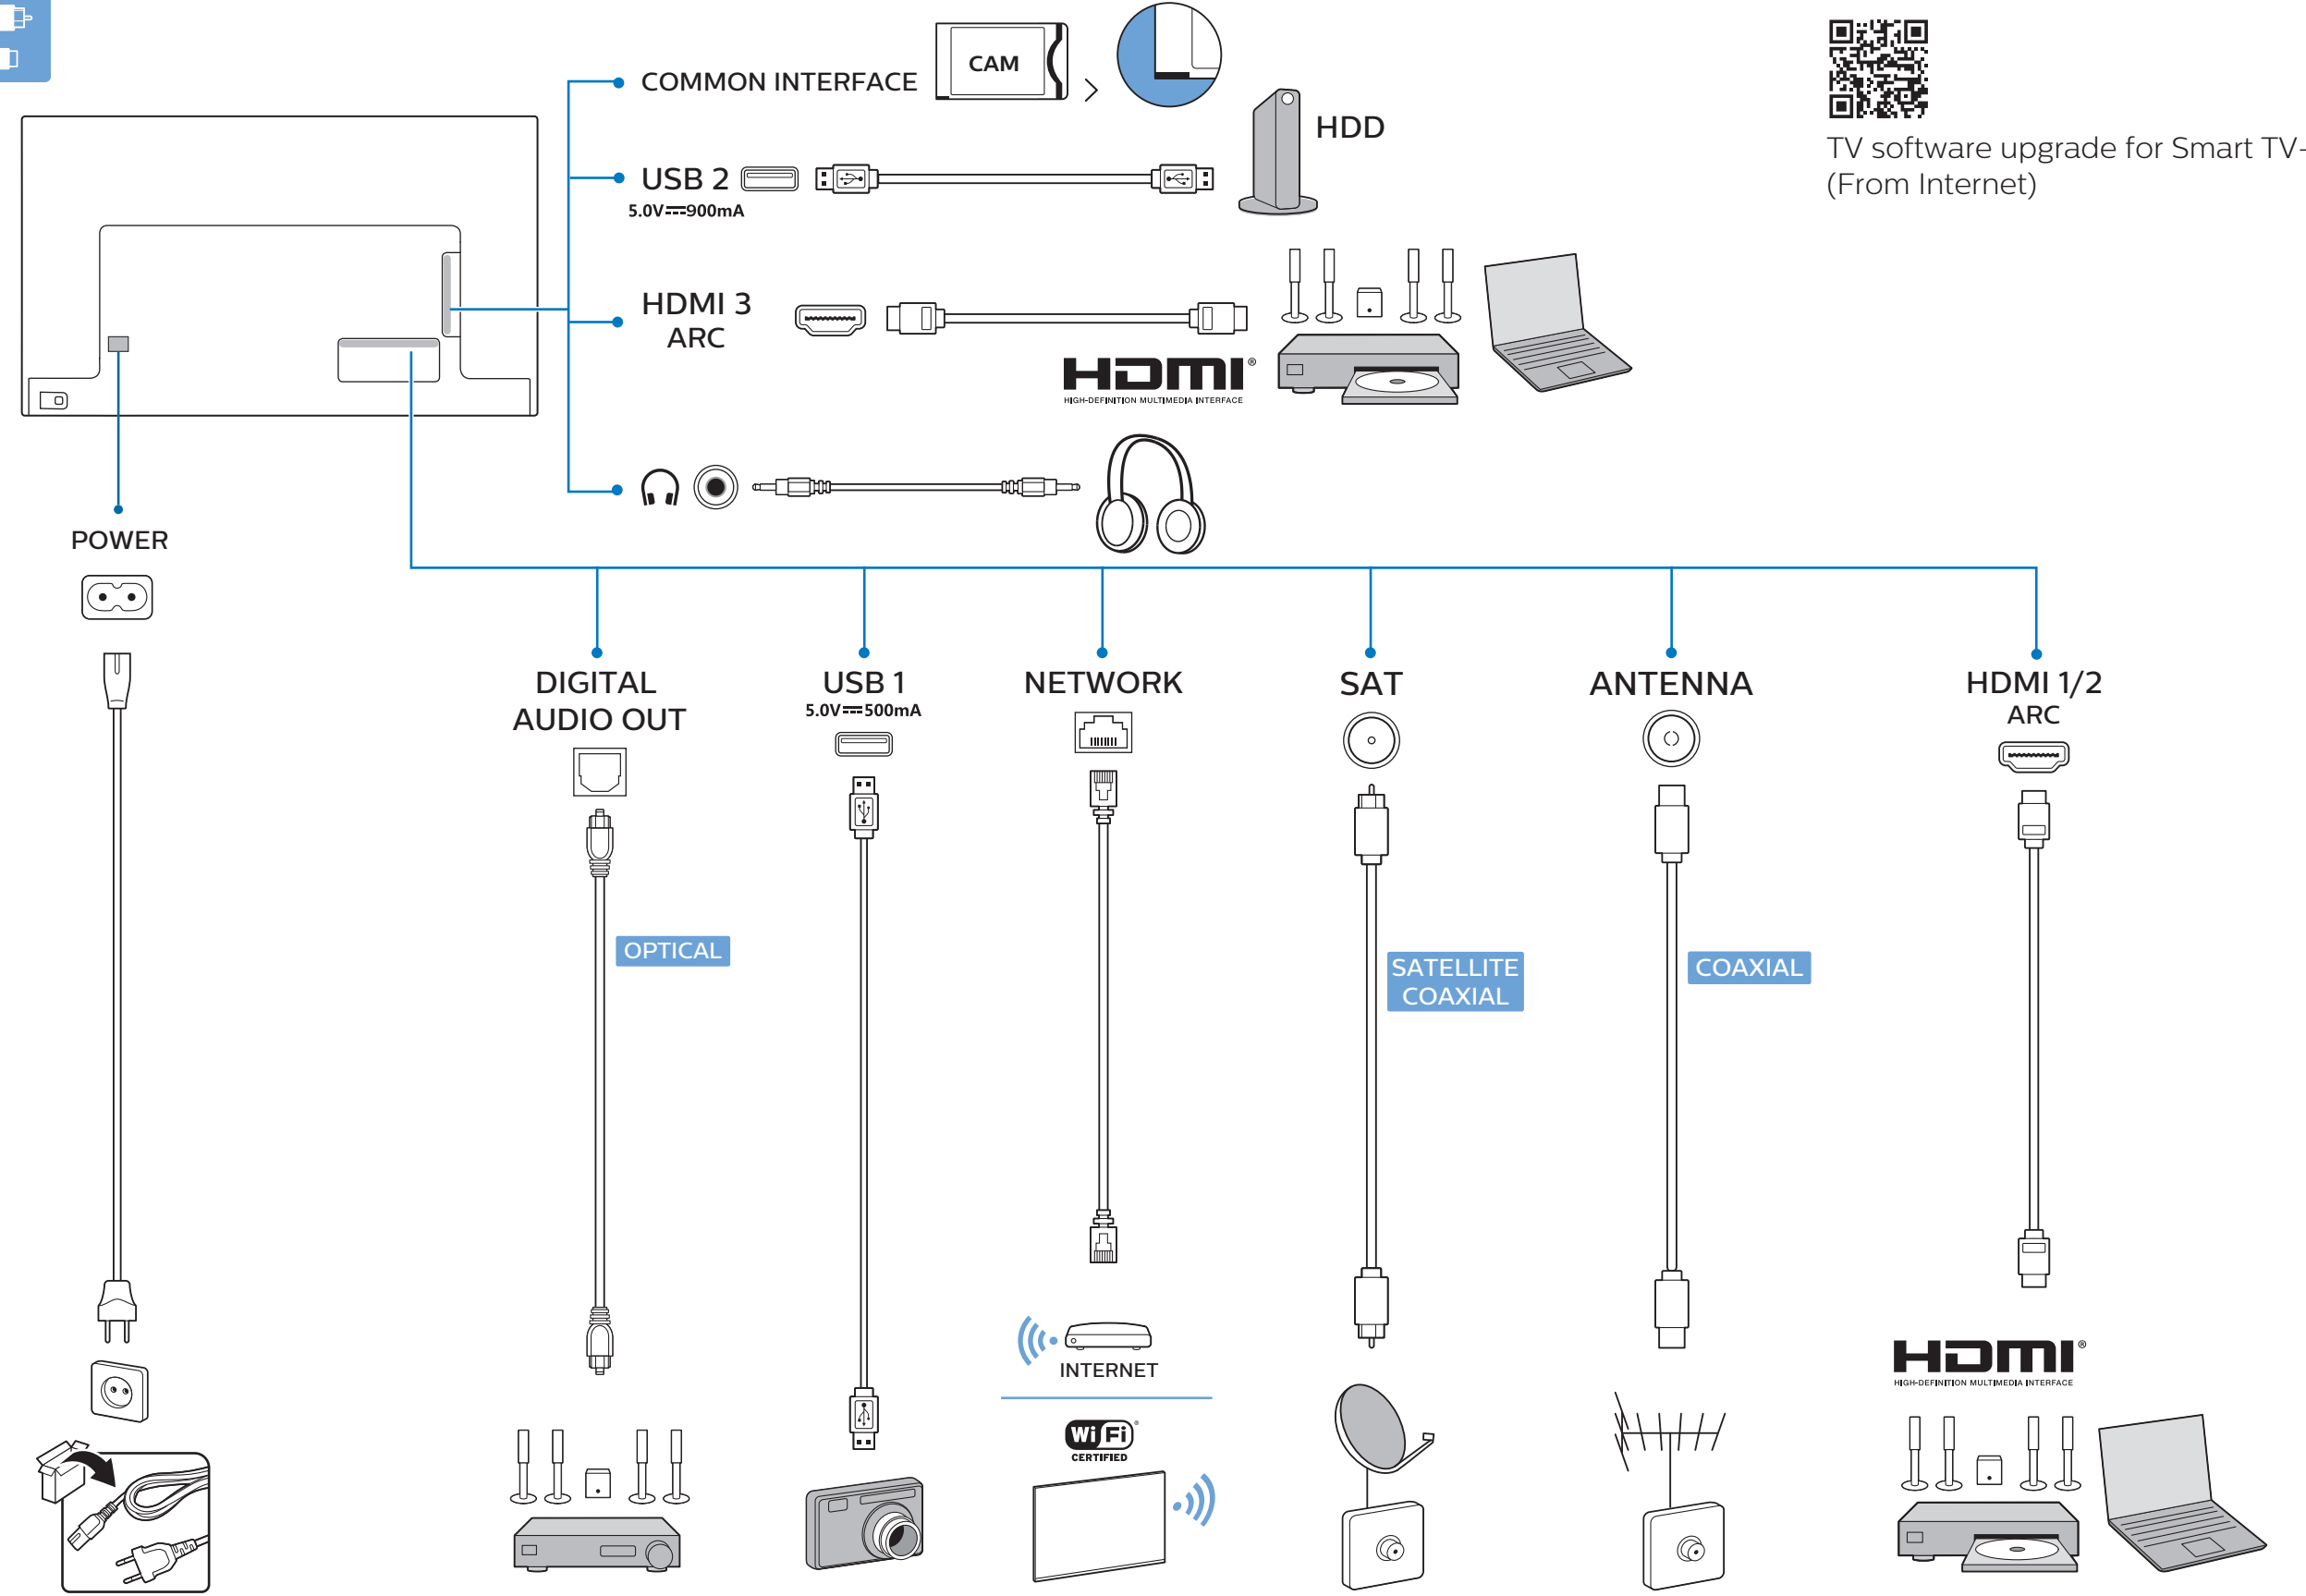 COMMON INTERFACE
CAM
HDD
TV software upgrade for Smart TV-
(From Internet)
USB 2
5.0V⎓900mA
HDMI 3
ARC
HDMI®
HIGH-DEFINITION MULTIMEDIA INTERFACE
POWER
DIGITAL
AUDIO OUT
USB 1
5.0V⎓500mA
NETWORK
SAT
ANTENNA
HDMI 1/2
ARC
OPTICAL
SATELLITE
COAXIAL
COAXIAL
INTERNET
WiFi®
CERTIFIED
HDMI®
HIGH-DEFINITION MULTIMEDIA INTERFACE